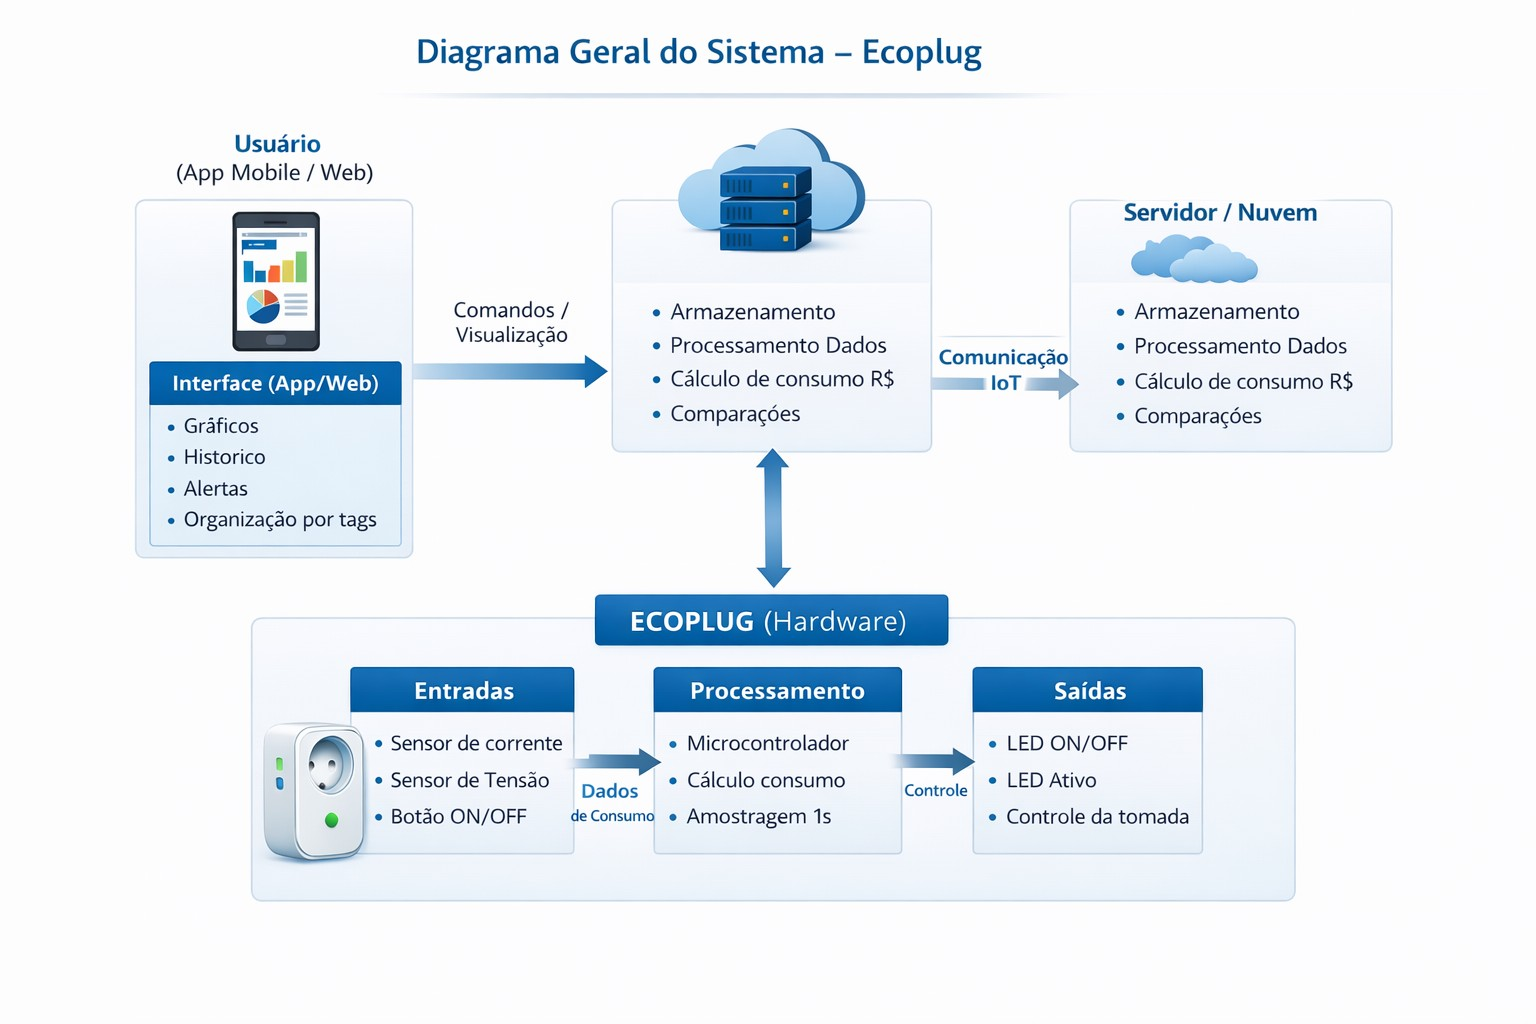 Diagrama Geral do Sistema – Ecoplug
Usuário
(App Mobile / Web)
Interface (App/Web)
• Gráficos
• Historico
• Alertas
• Organização por tags
Comandos /
Visualização
• Armazenamento
• Processamento Dados
• Cálculo de consumo R$
• Comparações
Comunicação
IoT
Servidor / Nuvem
• Armazenamento
• Processamento Dados
• Cálculo de consumo R$
• Comparações
ECOPLUG (Hardware)
Entradas
• Sensor de corrente
• Sensor de Tensão
• Botão ON/OFF
Dados
de Consumo
Processamento
• Microcontrolador
• Cálculo consumo
• Amostragem 1s
Controle
Saídas
• LED ON/OFF
• LED Ativo
• Controle da tomada